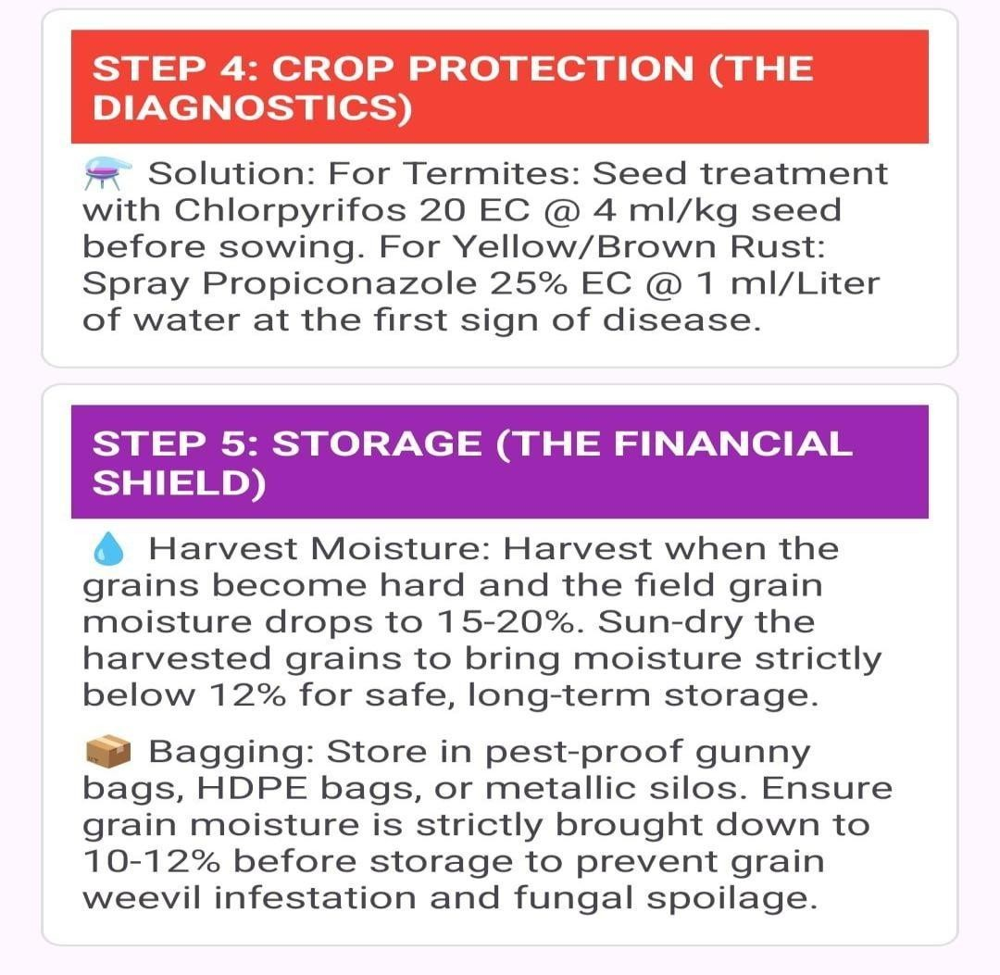 STEP 4: CROP PROTECTION (THE
DIAGNOSTICS)
Solution: For Termites: Seed treatment
with Chlorpyrifos 20 EC @ 4 ml/kg seed
before sowing. For Yellow/Brown Rust:
Spray Propiconazole 25% EC @ 1 ml/Liter
of water at the first sign of disease.
STEP 5: STORAGE (THE FINANCIAL
SHIELD)
Harvest Moisture: Harvest when the
grains become hard and the field grain
moisture drops to 15-20%. Sun-dry the
harvested grains to bring moisture strictly
below 12% for safe, long-term storage.
Bagging: Store in pest-proof gunny
bags, HDPE bags, or metallic silos. Ensure
grain moisture is strictly brought down to
10-12% before storage to prevent grain
weevil infestation and fungal spoilage.